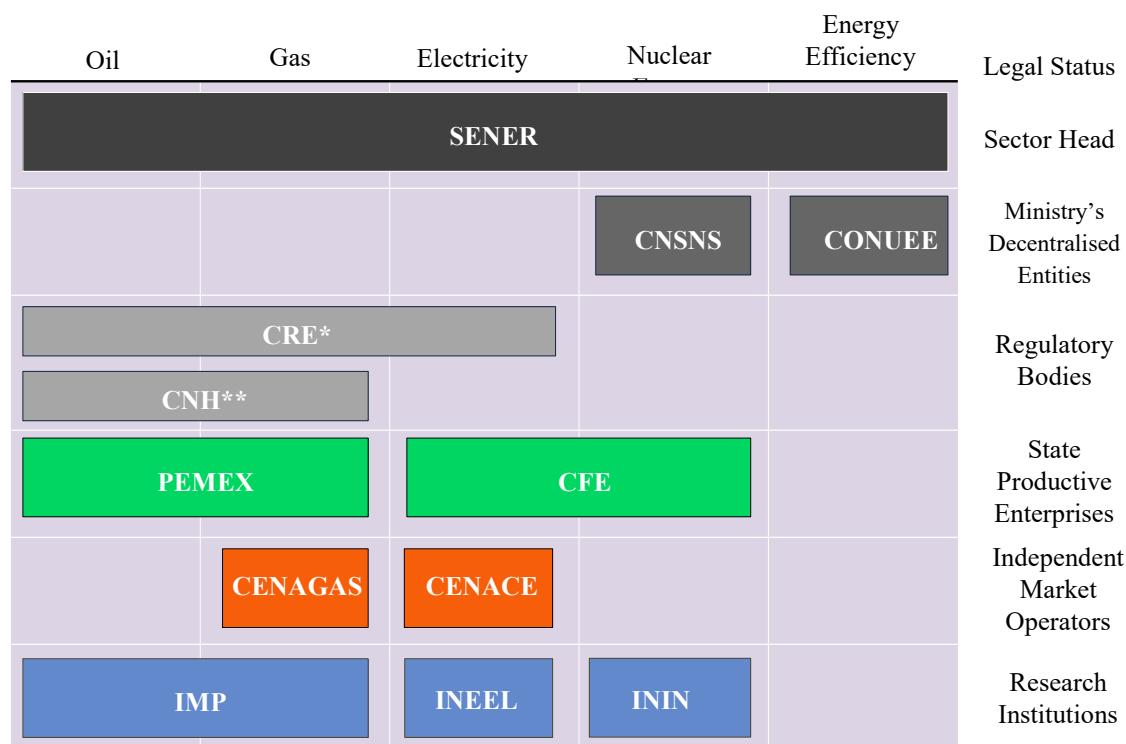 Oil
Gas
Electricity
Nuclear
Energy
Efficiency
Legal Status
SENER
Sector Head
CNSNS
CONUEE
Ministry’s
Decentralised
Entities
CRE*
CNH**
Regulatory
Bodies
PEMEX
CFE
State
Productive
Enterprises
CENAGAS
CENACE
Independent
Market
Operators
IMP
INEEL
ININ
Research
Institutions